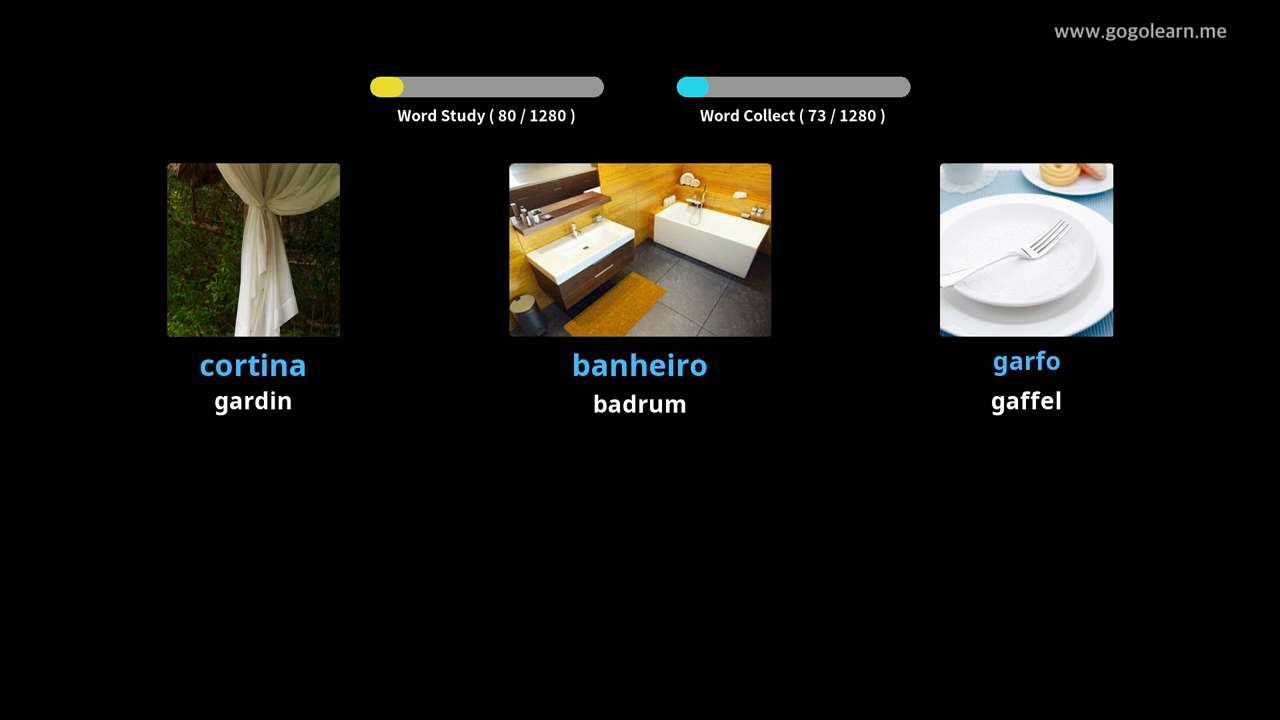 www.gogolearn.me
Word Study ( 80 / 1280 )
Word Collect ( 73 / 1280 )
cortina
gardin
banheiro
badrum
garfo
gaffel